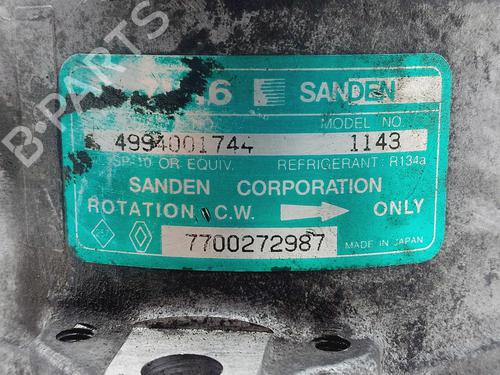 B-PARTS
SANDEN
MODEL NO.
4994001744 1143
SP-10 OR EQUIV. REFRIGERANT: R134a
SANDEN CORPORATION
ROTATION C.W. ONLY
7700272987
MADE IN JAPAN